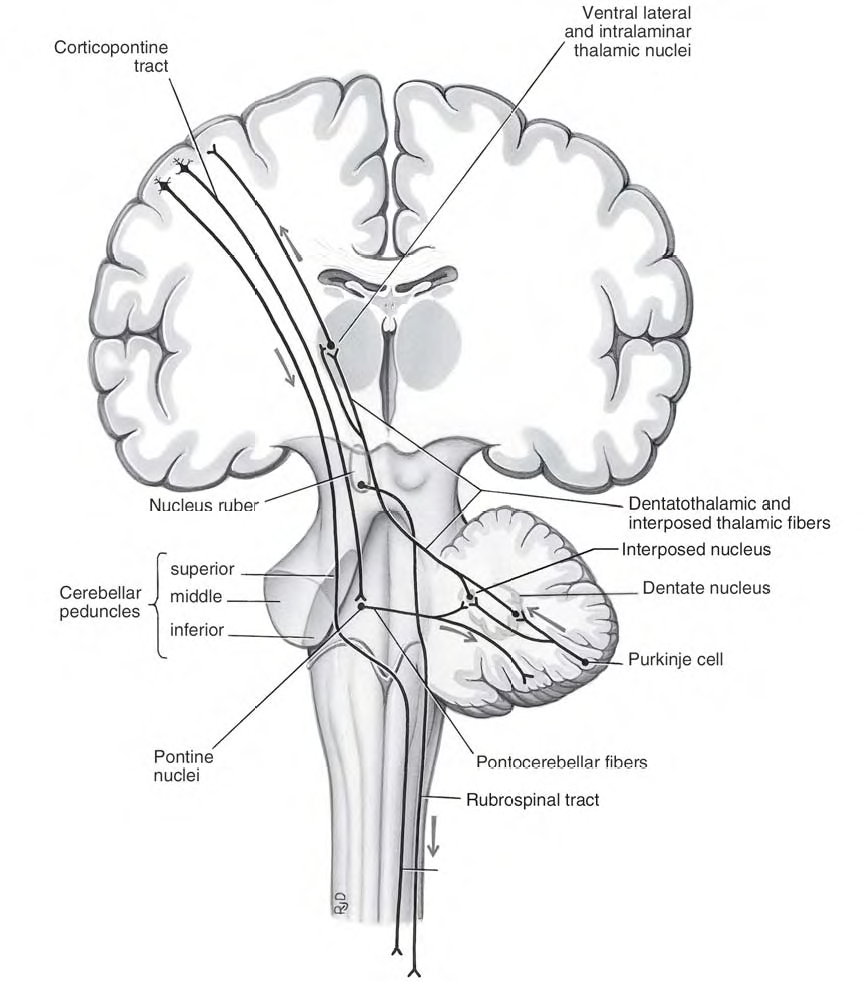 Ventral lateral
and intralaminar
thalamic nuclei
Corticopontine
tract
Nucleus ruber
Dentatothalamic and
interposed thalamic fibers
Interposed nucleus
Cerebellar
peduncles
superior
middle
inferior
Dentate nucleus
Purkinje cell
Pontine
nuclei
Pontocerebellar fibers
Rubrospinal tract